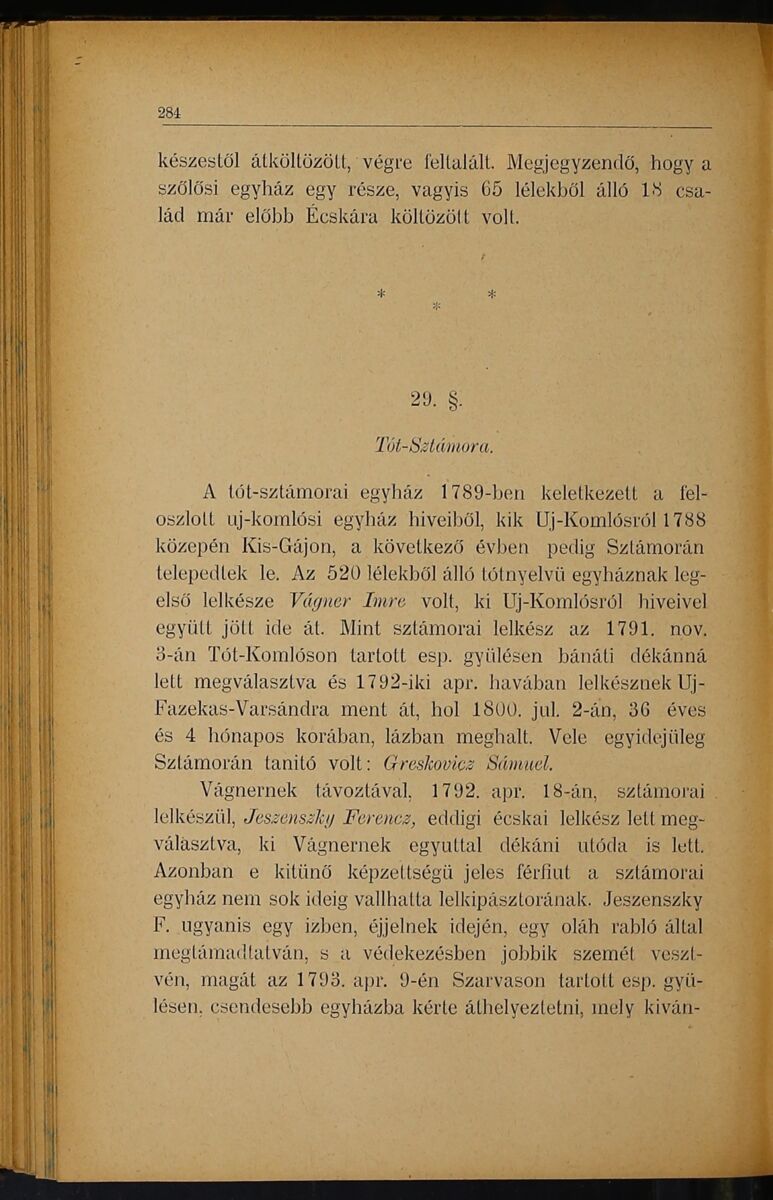 284
készestől átköltözött, végre feltalált. Megjegyzendő, hogy a
szőlősi egyház egy része, vagyis 65 lélekből álló 18 csa-
lád már előbb Écskára költözött volt.
* * *
29. §.
Tót-Sztámora.
A tót-sztámorai egyház 1789-ben keletkezett a fel-
oszlott uj-komlósi egyház hiveiből, kik Uj-Komlósról 1788
közepén Kis-Gájon, a következő évben pedig Sztámorán
telepedtek le. Az 520 lélekből álló tótnyelvü egyháznak leg-
első lelkésze Vágner Imre volt, ki Uj-Komlósról hiveivel
együtt jött ide át. Mint sztámorai lelkész az 1791. nov.
3-án Tót-Komlóson tartott esp. gyülésen bánáti dékánná
lett megválasztva és 1792-iki apr. havában lelkésznek Uj-
Fazekas-Varsándra ment át, hol 1800. jul. 2-án, 36 éves
és 4 hónapos korában, lázban meghalt. Vele egyidejüleg
Sztámorán tanitó volt: Greskovicz Sámuel.
Vágnernek távoztával, 1792. apr. 18-án, sztámorai
lelkészül, Jeszenszky Ferencz, eddigi écskai lelkész lett meg-
választva, ki Vágnernek egyuttal dékáni utóda is lett.
Azonban e kitünő képzettségü jeles férfiut a sztámorai
egyház nem sok ideig vallhatta lelkipásztorának. Jeszenszky
F. ugyanis egy izben, éjjelnek idején, egy oláh rabló által
megtámadtatván, s a védekezésben jobbik szemét veszt-
vén, magát az 1793. apr. 9-én Szarvason tartott esp. gyü-
lésen, csendesebb egyházba kérte áthelyeztetni, mely kiván-